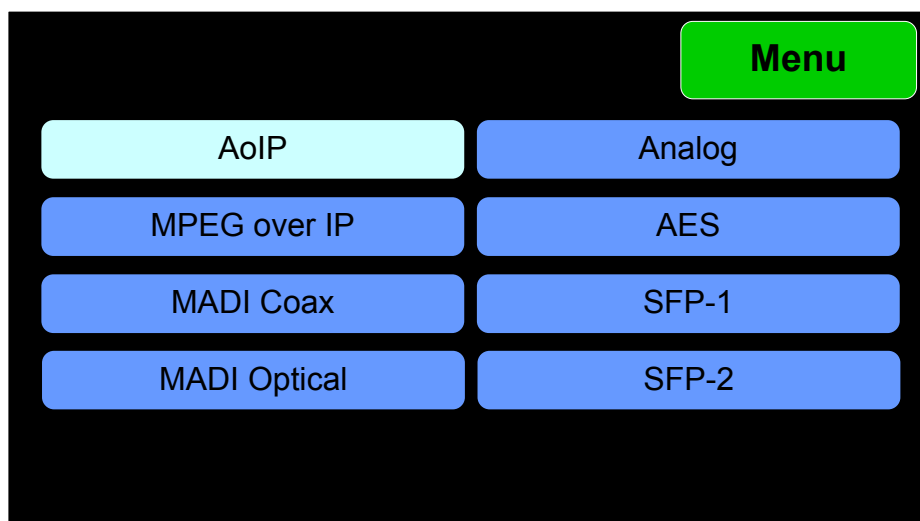 Menu
AoIP
Analog
MPEG over IP
AES
MADI Coax
SFP-1
MADI Optical
SFP-2